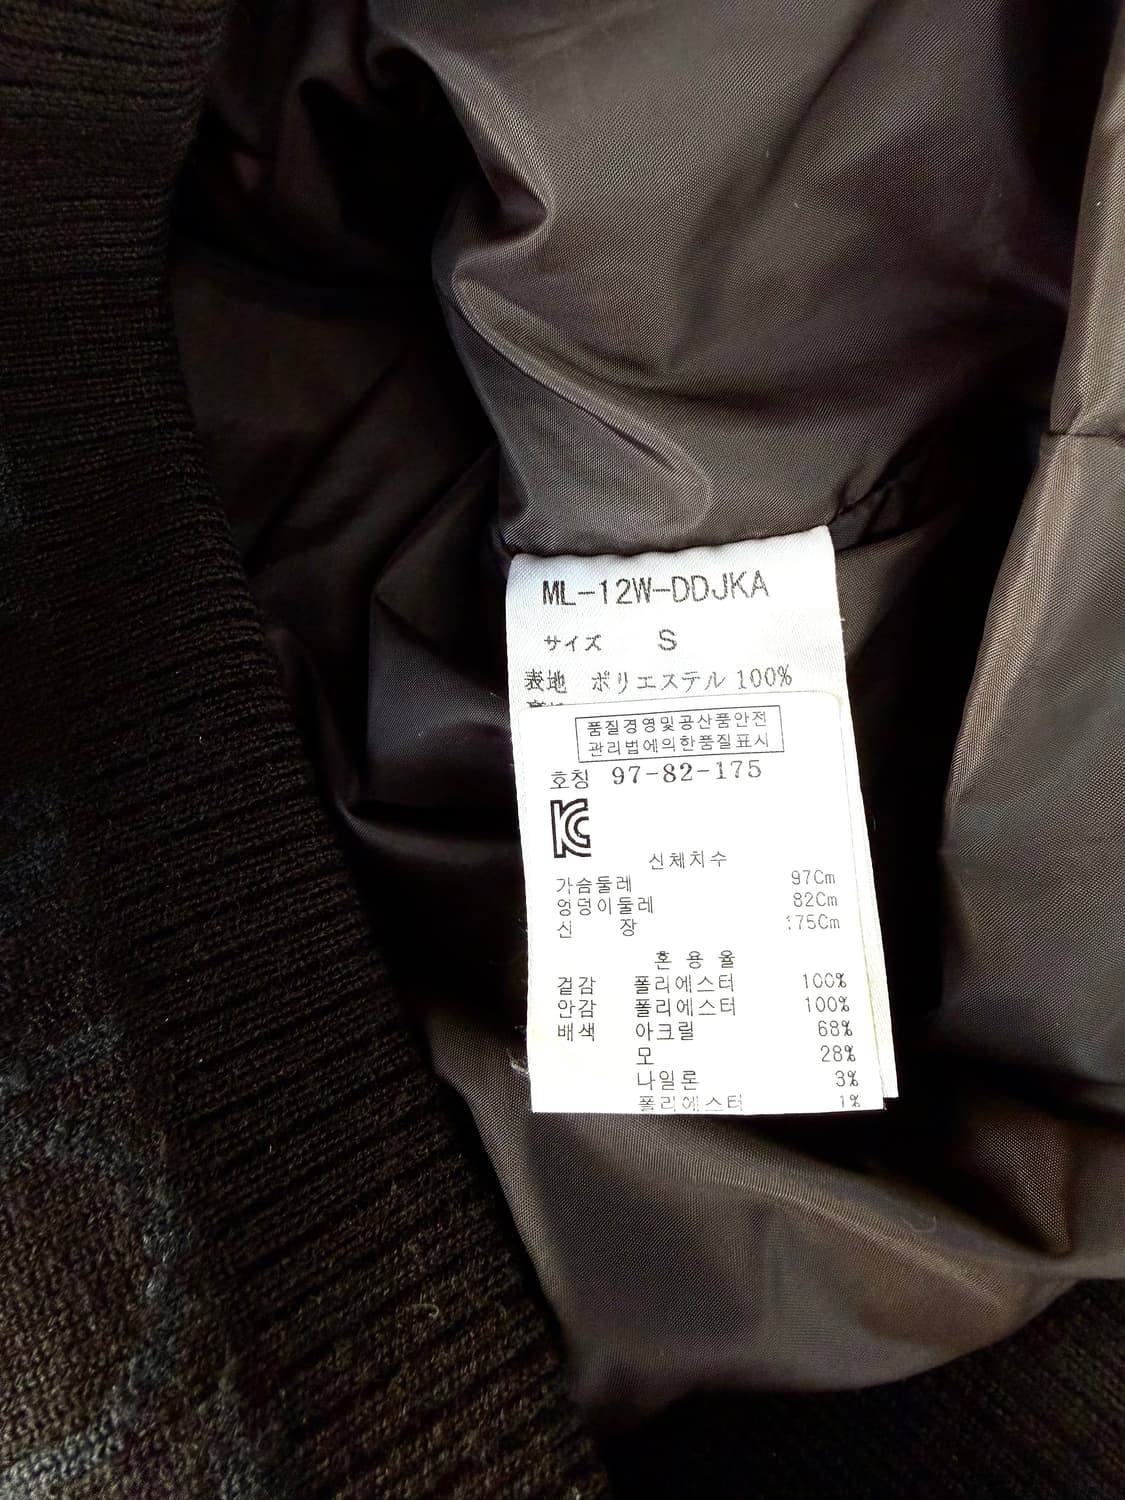 ML-12W-DDJKA
サイズ S
表地 ポリエステル 100%
품질경영및공산품안전
관리법에의한품질표시
호칭 97-82-175
KC
신체치수
가슴둘레 97Cm
엉덩이둘레 82Cm
신 장 175Cm
혼 용 율
겉감 폴리에스터 100%
안감 폴리에스터 100%
배색 아크릴 68%
모 28%
나일론 3%
폴리에스터 1%